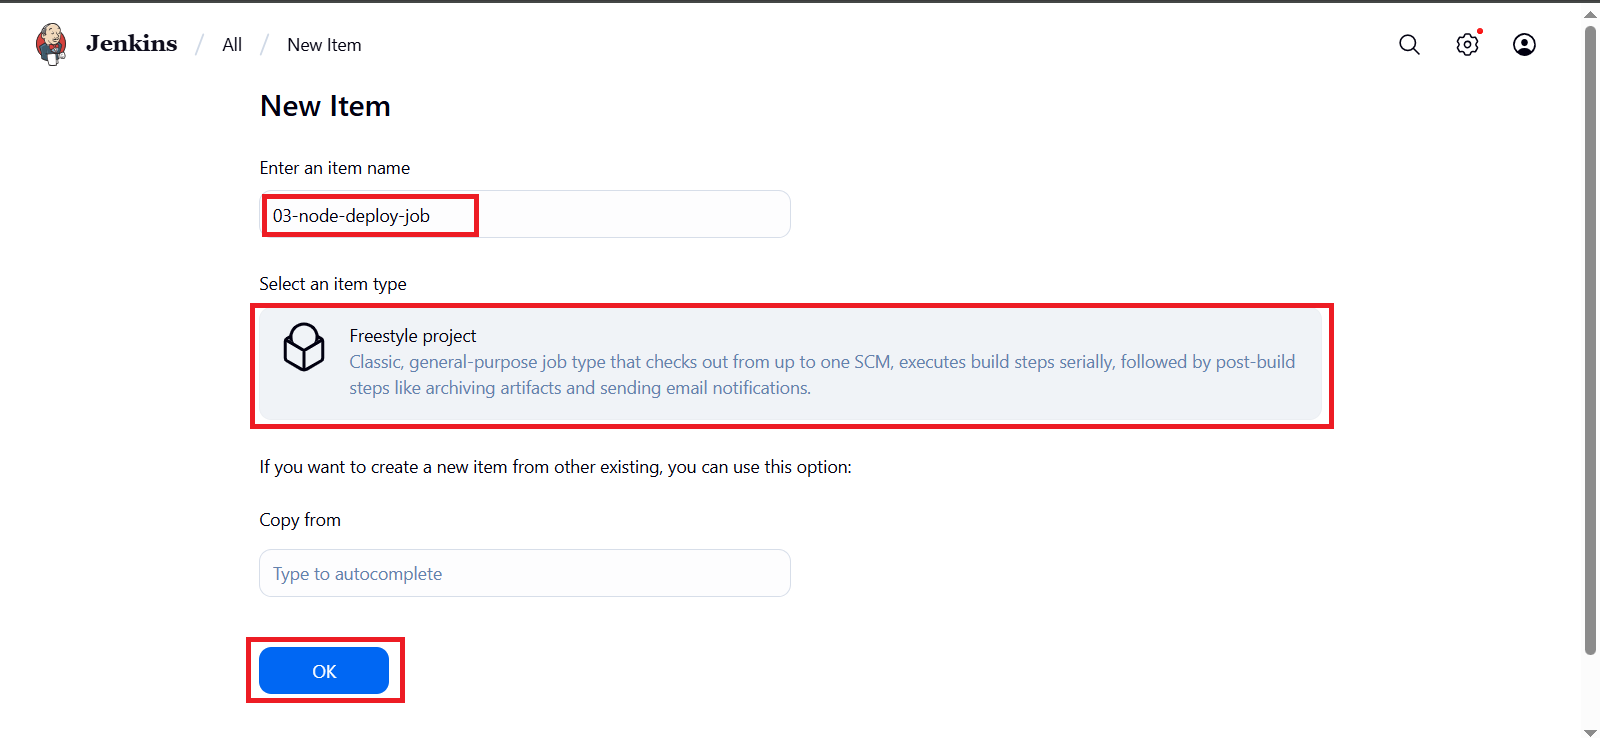 Jenkins / All / New Item
New Item
Enter an item name
03-node-deploy-job
Select an item type
Freestyle project
Classic, general-purpose job type that checks out from up to one SCM, executes build steps serially, followed by post-build
steps like archiving artifacts and sending email notifications.
If you want to create a new item from other existing, you can use this option:
Copy from
Type to autocomplete
OK